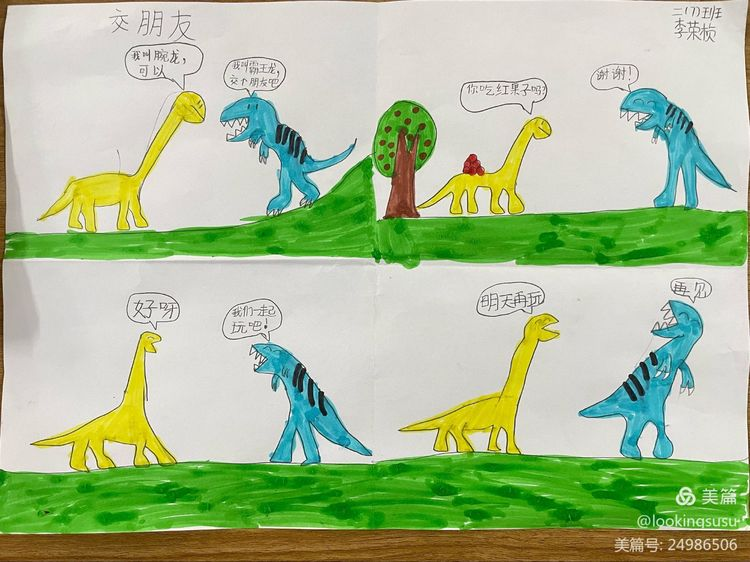 交朋友
二(7)班
李荣桢
我叫腕龙,
可以
我叫霸王龙,
交个朋友吧
你吃红果子吗?
谢谢!
好呀
我们一起
玩吧!
明天再玩
再见
美篇
@lookingsusu
美篇号: 24986506